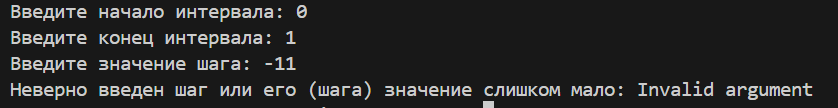 Введите начало интервала: 0
Введите конец интервала: 1
Введите значение шага: -11
Неверно введен шаг или его (шага) значение слишком мало: Invalid argument